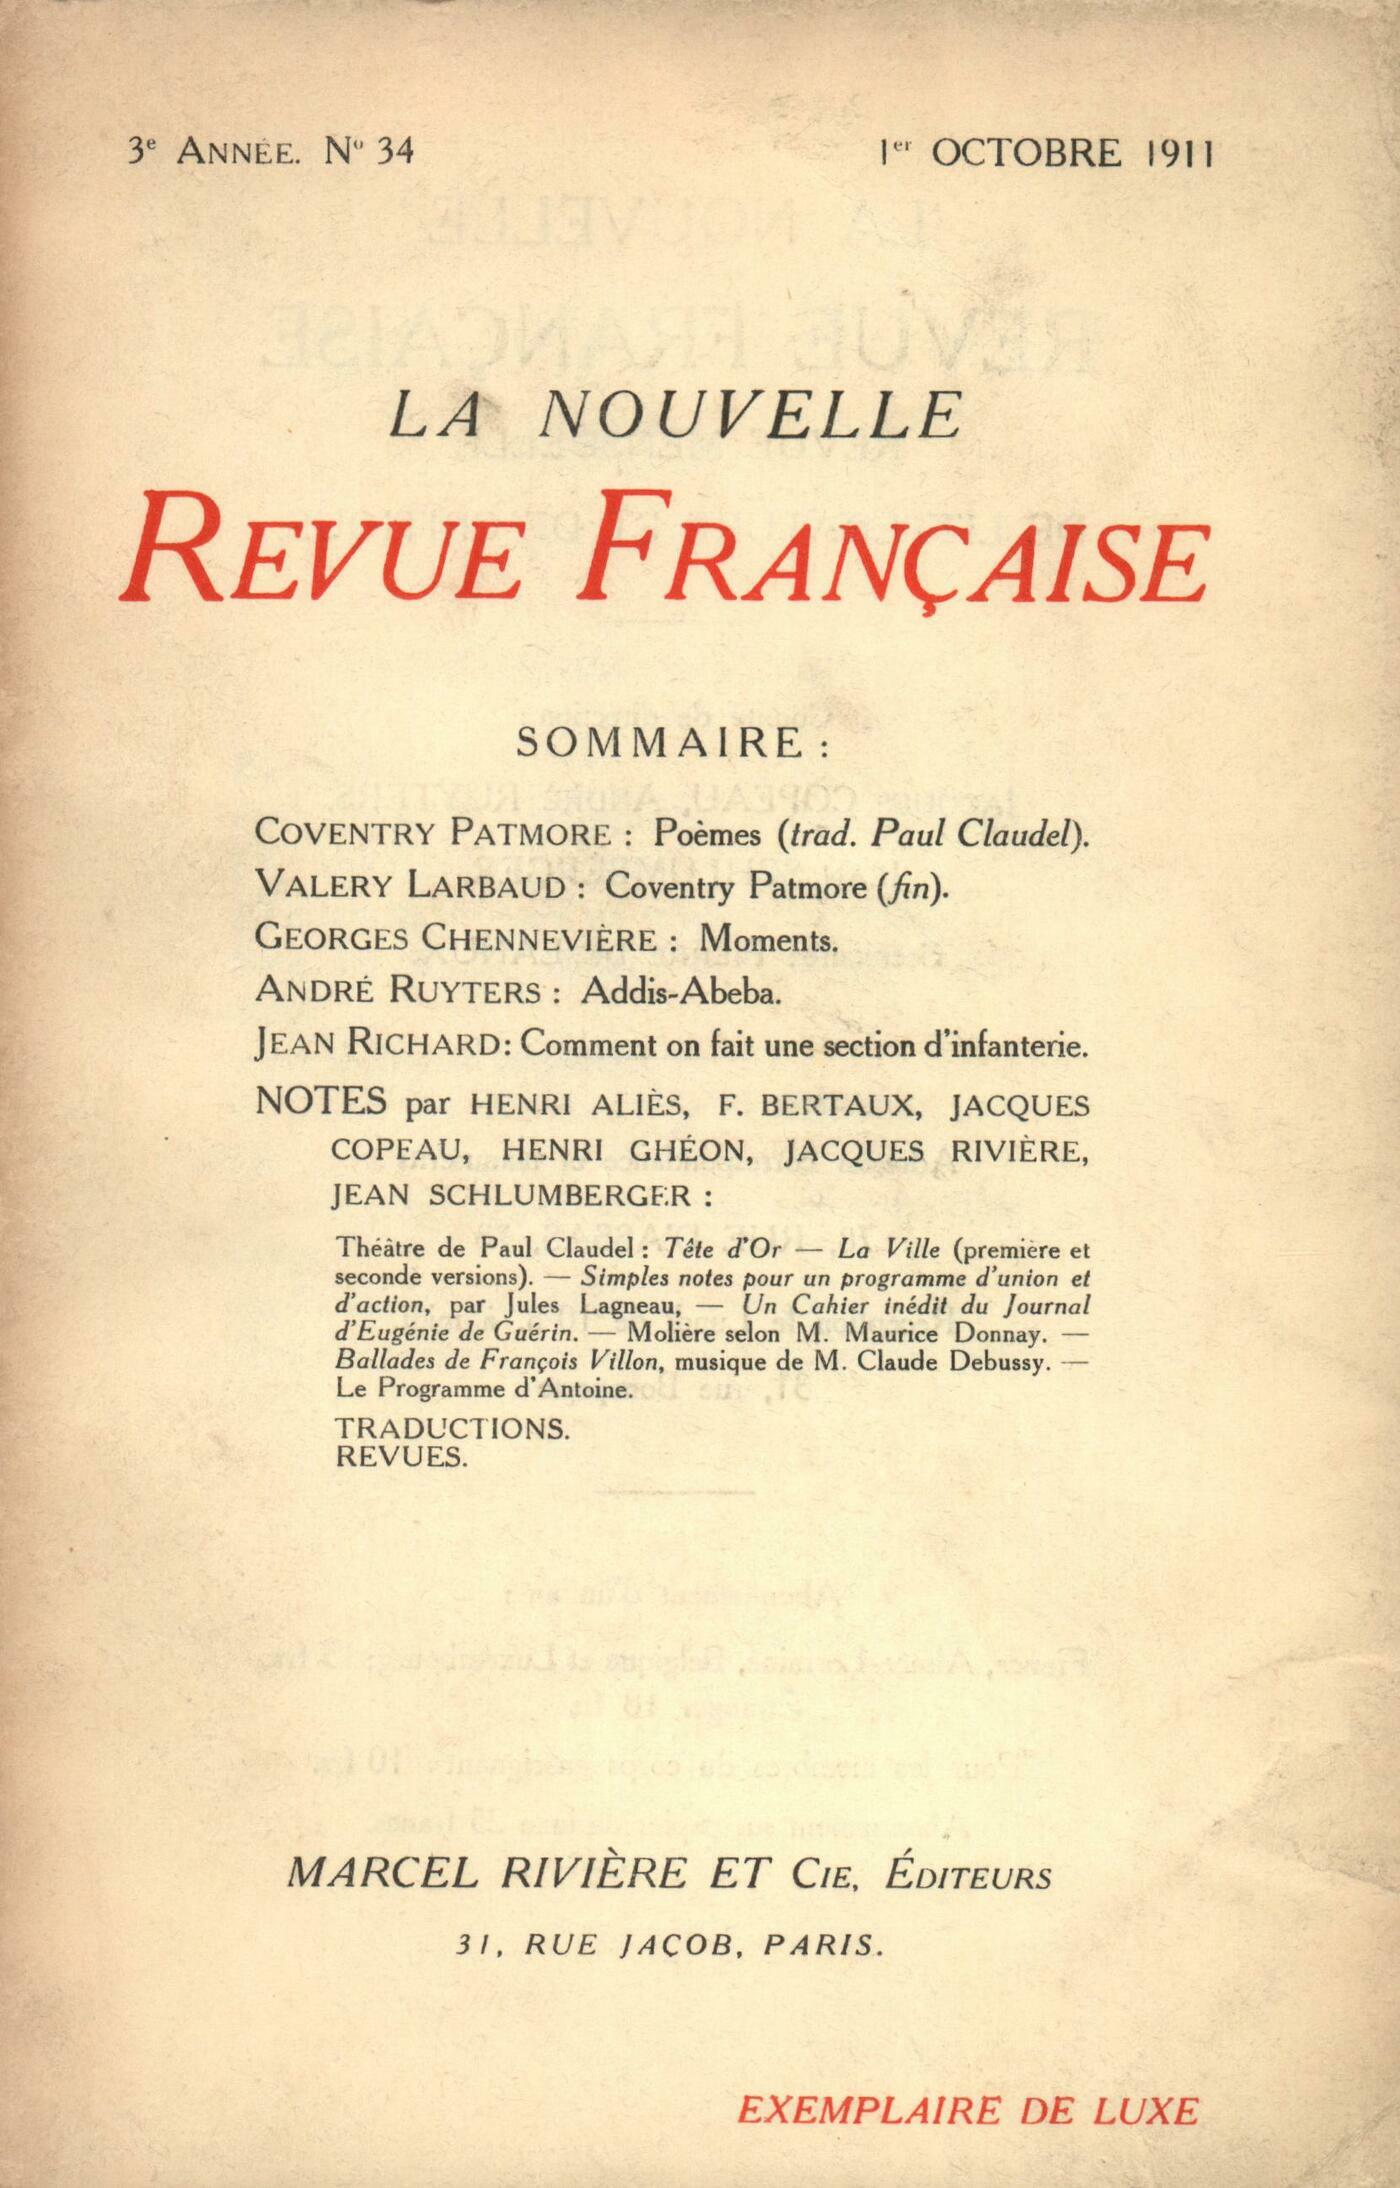 3e ANNÉE. No 34
1er OCTOBRE 1911
LA NOUVELLE
REVUE FRANÇAISE
SOMMAIRE :
COVENTRY PATMORE : Poèmes (trad. Paul Claudel).
VALERY LARBAUD : Coventry Patmore (fin).
GEORGES CHENNEVIÈRE : Moments.
ANDRÉ RUYTERS : Addis-Abeba.
JEAN RICHARD: Comment on fait une section d'infanterie.
NOTES par HENRI ALIÈS, F. BERTAUX, JACQUES
COPEAU, HENRI GHÉON, JACQUES RIVIÈRE,
JEAN SCHLUMBERGER :
Théâtre de Paul Claudel : Tête d'Or — La Ville (première et
seconde versions). — Simples notes pour un programme d'union et
d'action, par Jules Lagneau, — Un Cahier inédit du Journal
d'Eugénie de Guérin. — Molière selon M. Maurice Donnay. —
Ballades de François Villon, musique de M. Claude Debussy. —
Le Programme d'Antoine.
TRADUCTIONS.
REVUES.
MARCEL RIVIÈRE ET CIE, ÉDITEURS
31, RUE JACOB, PARIS.
EXEMPLAIRE DE LUXE